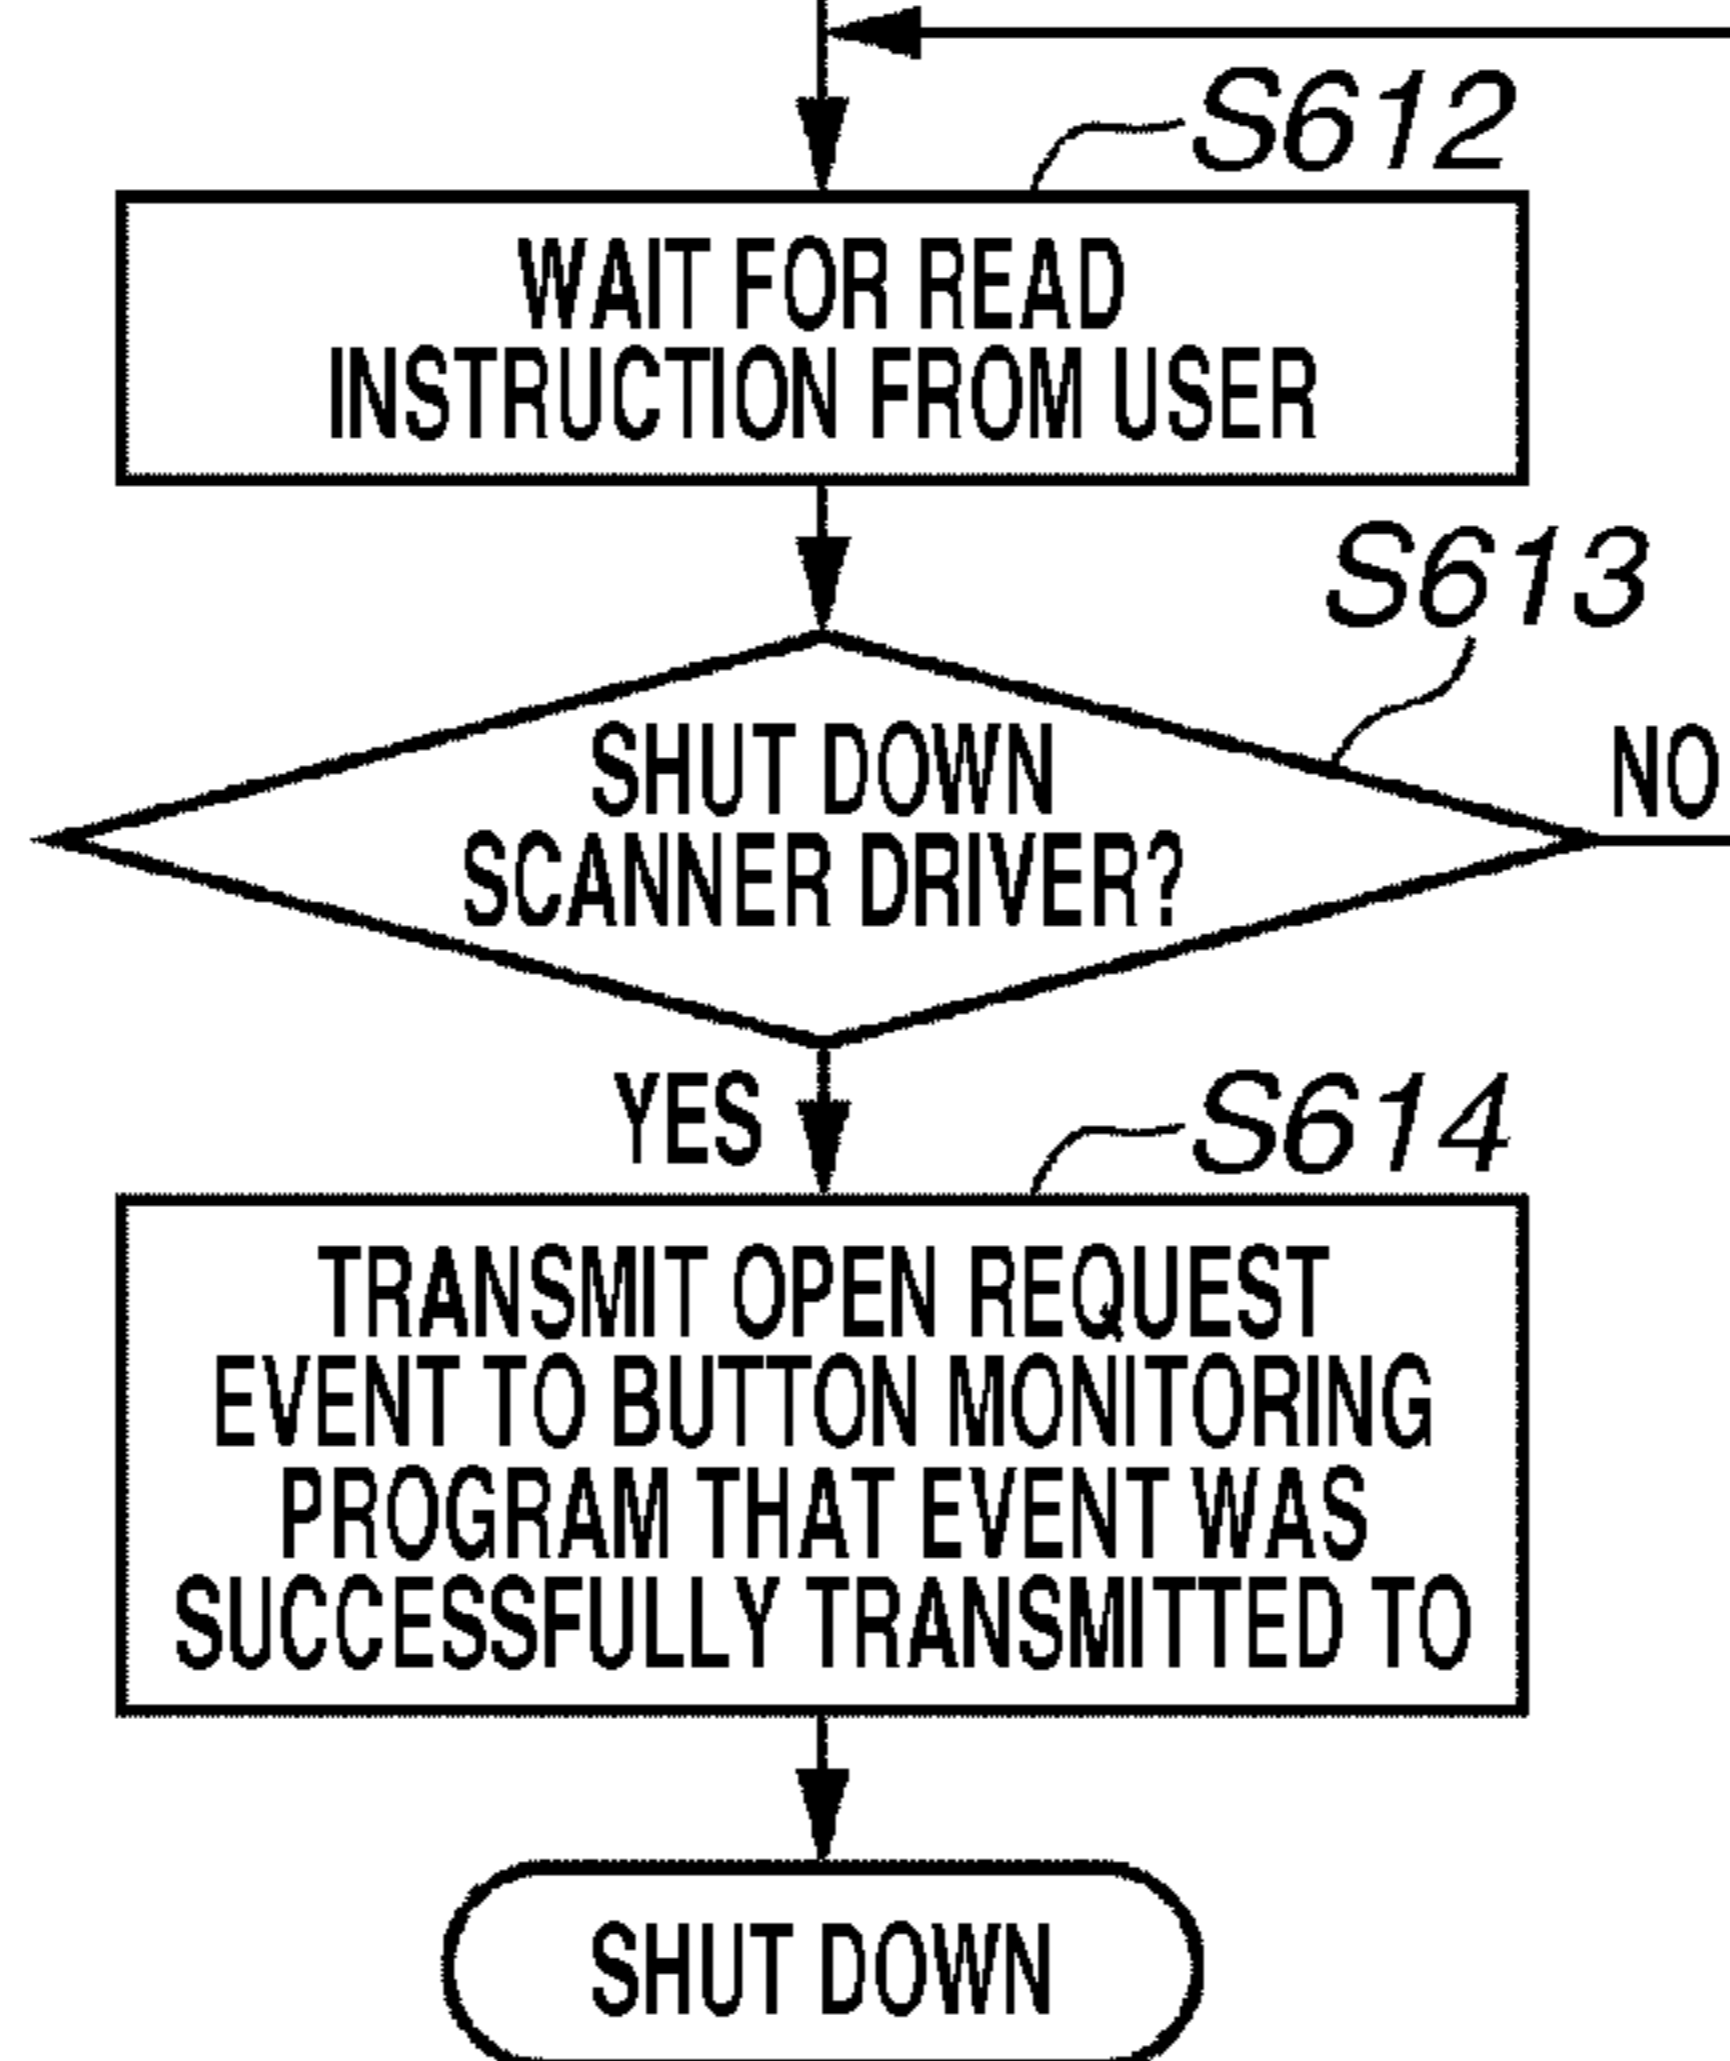 S612
WAIT FOR READ
INSTRUCTION FROM USER
S613
SHUT DOWN
SCANNER DRIVER?
NO
YES
S614
TRANSMIT OPEN REQUEST
EVENT TO BUTTON MONITORING
PROGRAM THAT EVENT WAS
SUCCESSFULLY TRANSMITTED TO
SHUT DOWN